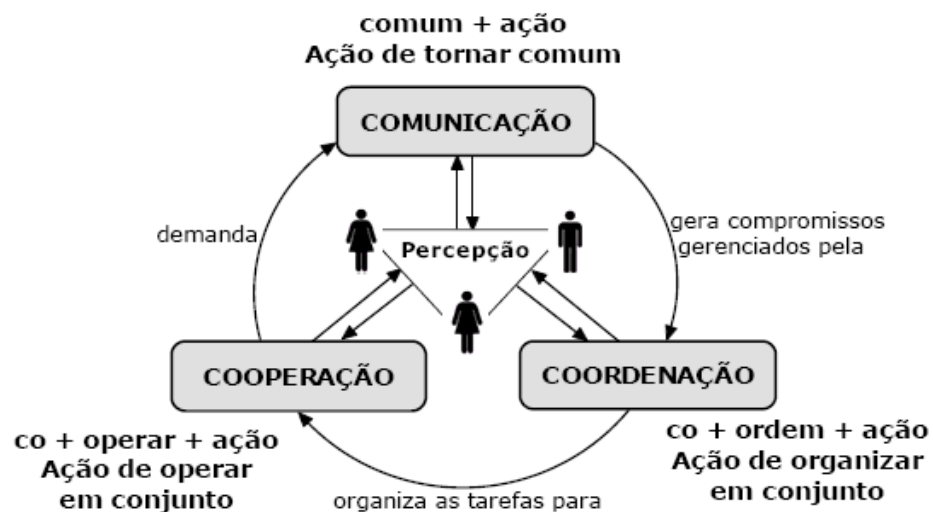 comum + ação
Ação de tornar comum
COMUNICAÇÃO
demanda
gera compromissos
gerenciados pela
Percepção
COOPERAÇÃO
COORDENAÇÃO
co + operar + ação
Ação de operar
em conjunto
co + ordem + ação
Ação de organizar
em conjunto
organiza as tarefas para